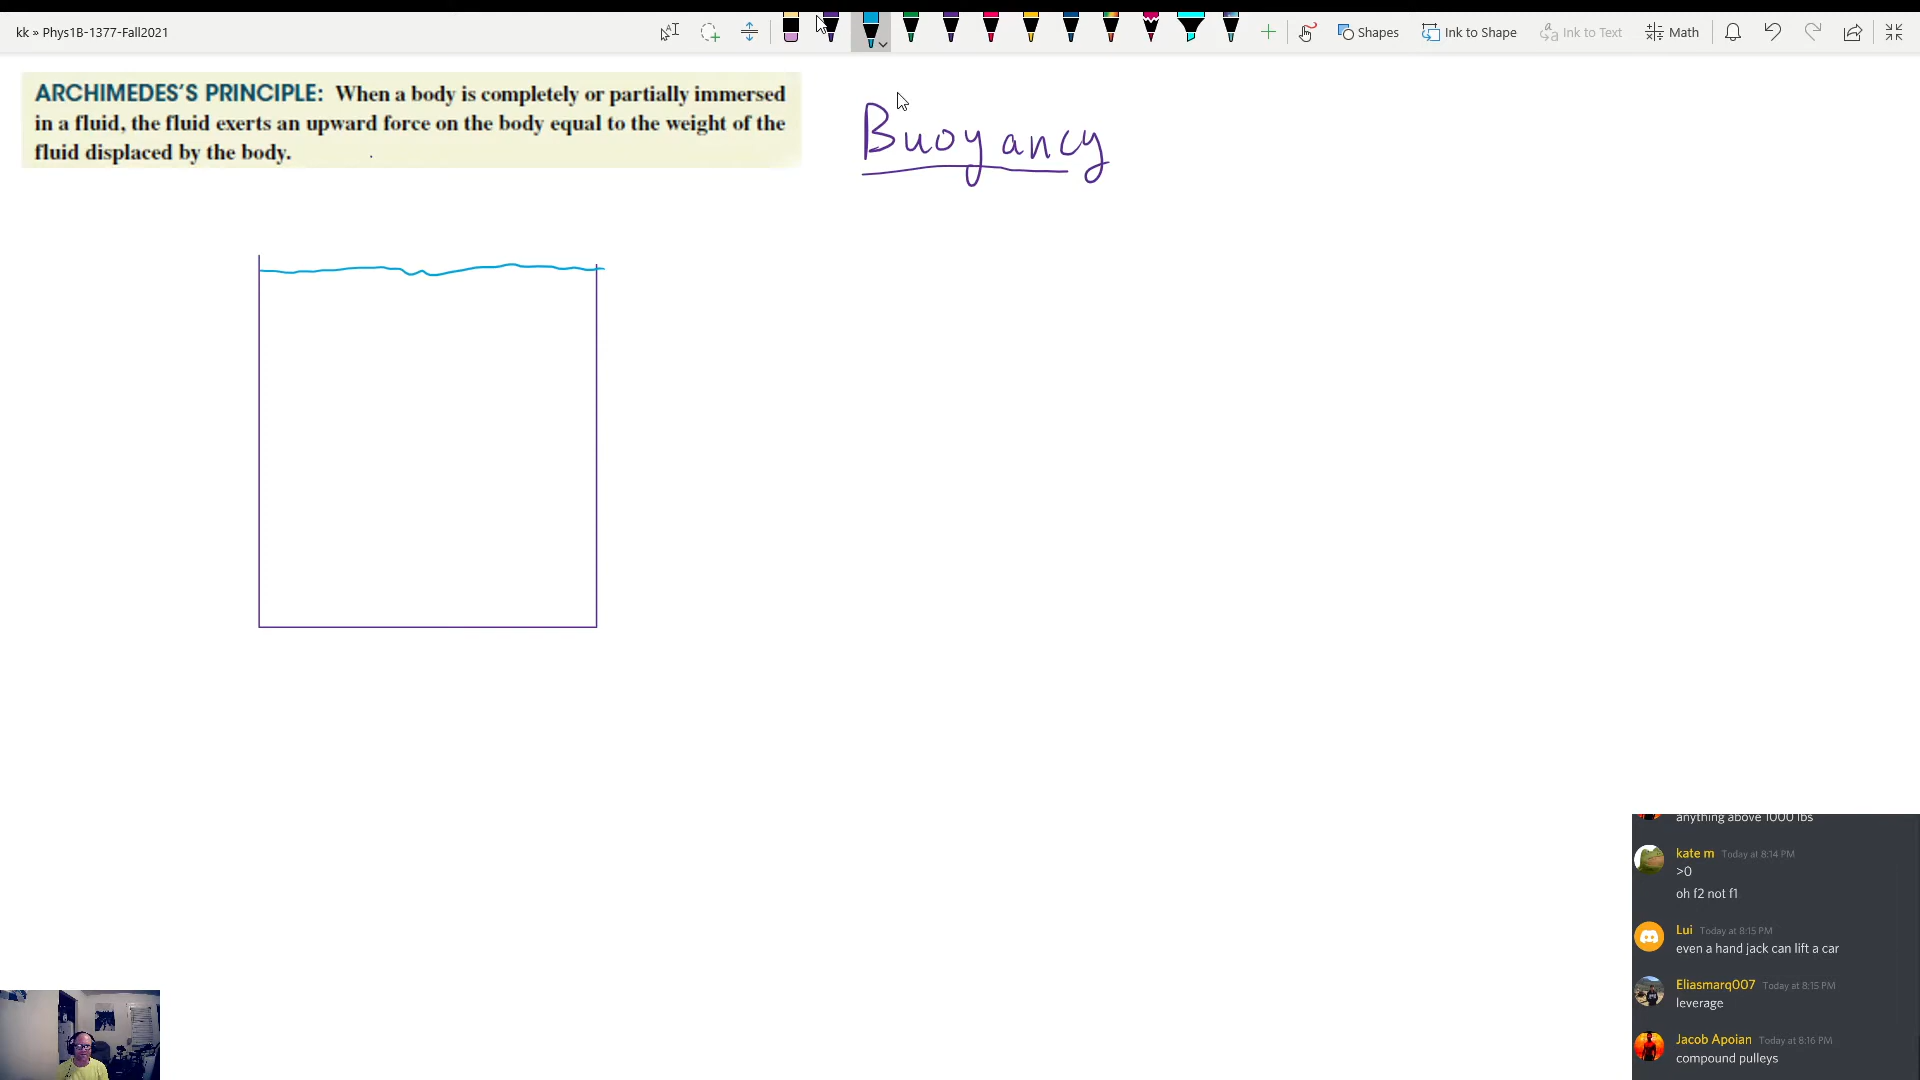 kk » Phys1B-1377-Fall2021
Shapes
Ink to Shape
Ink to Text
Math
ARCHIMEDES'S PRINCIPLE: When a body is completely or partially immersed
in a fluid, the fluid exerts an upward force on the body equal to the weight of the
fluid displaced by the body.
Buoyancy
anything above 1000 lbs
kate m Today at 8:14 PM
>0
oh f2 not f1
Lui Today at 8:15 PM
even a hand jack can lift a car
Eliasmarq007 Today at 8:15 PM
leverage
Jacob Apoian Today at 8:16 PM
compound pulleys